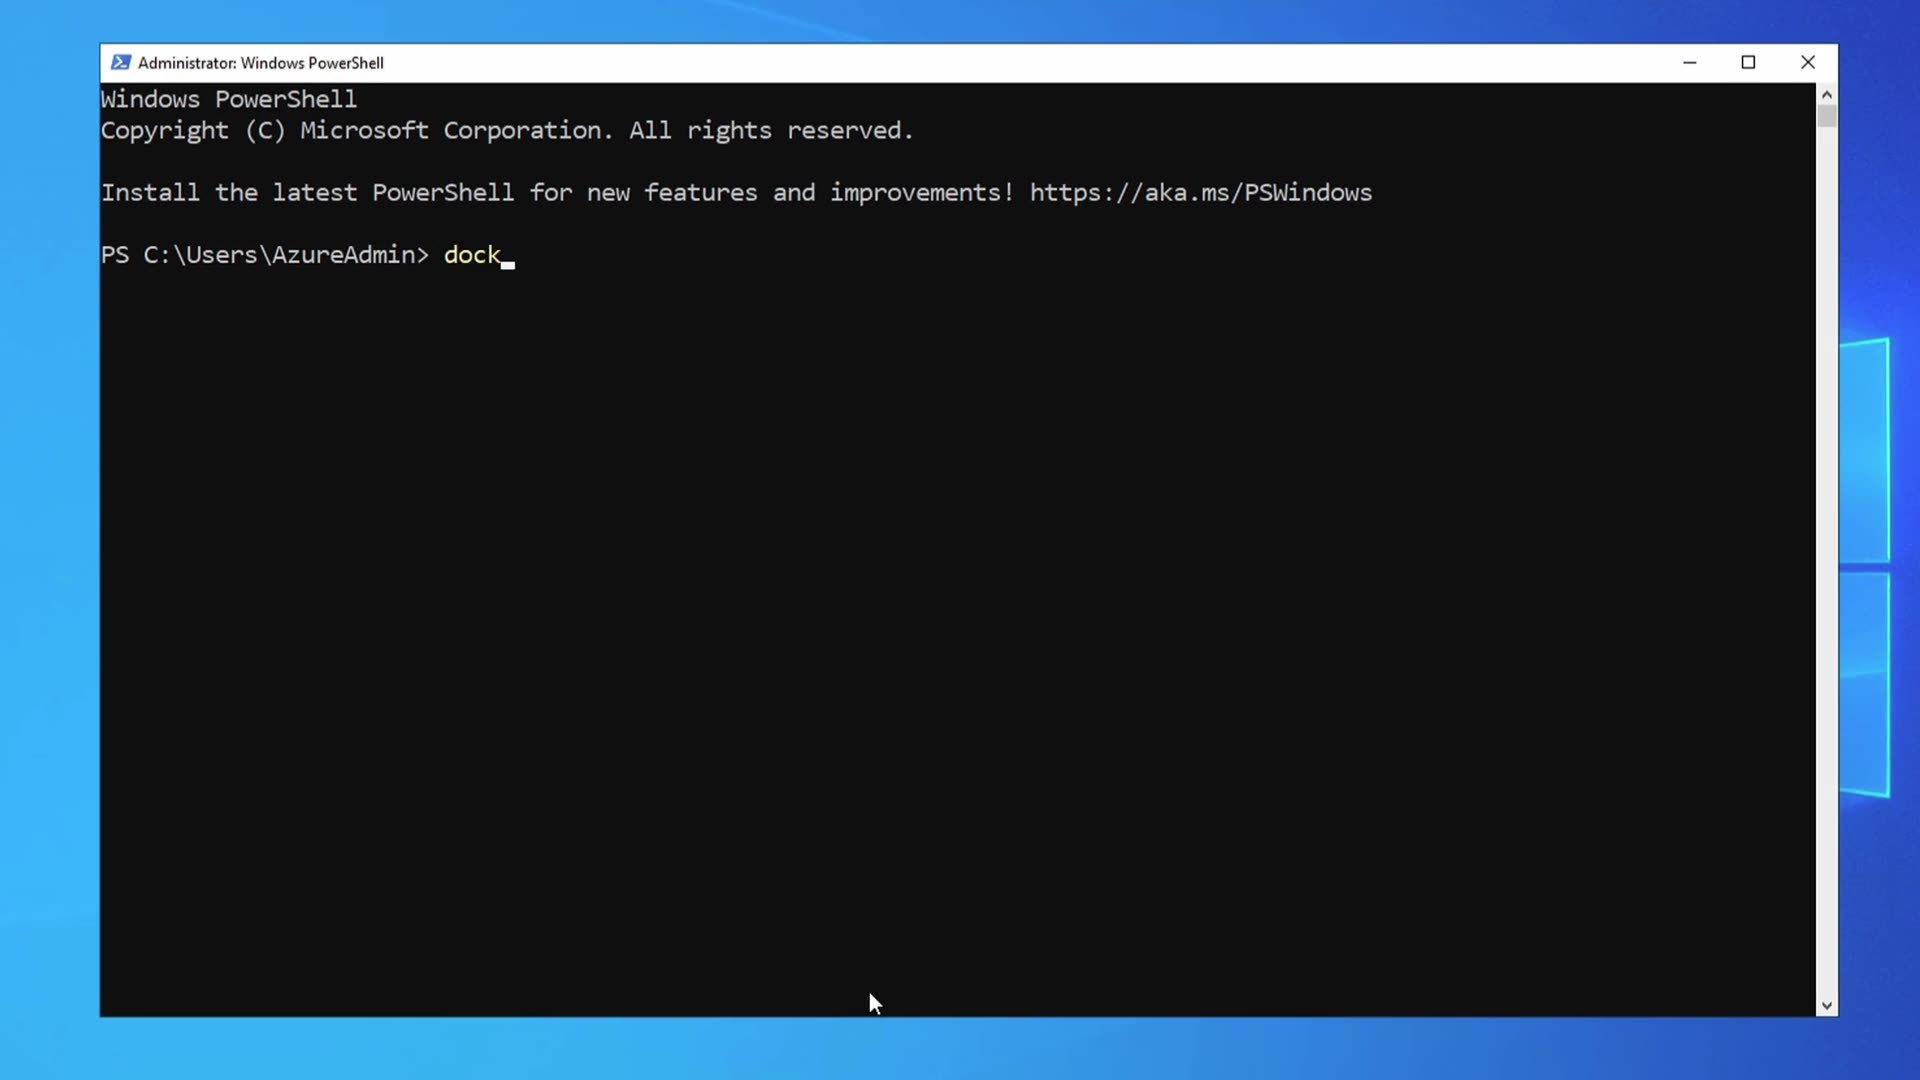 Administrator: Windows PowerShell
Windows PowerShell
Copyright (C) Microsoft Corporation. All rights reserved.
Install the latest PowerShell for new features and improvements! https://aka.ms/PSWindows
PS C:\Users\AzureAdmin> dock